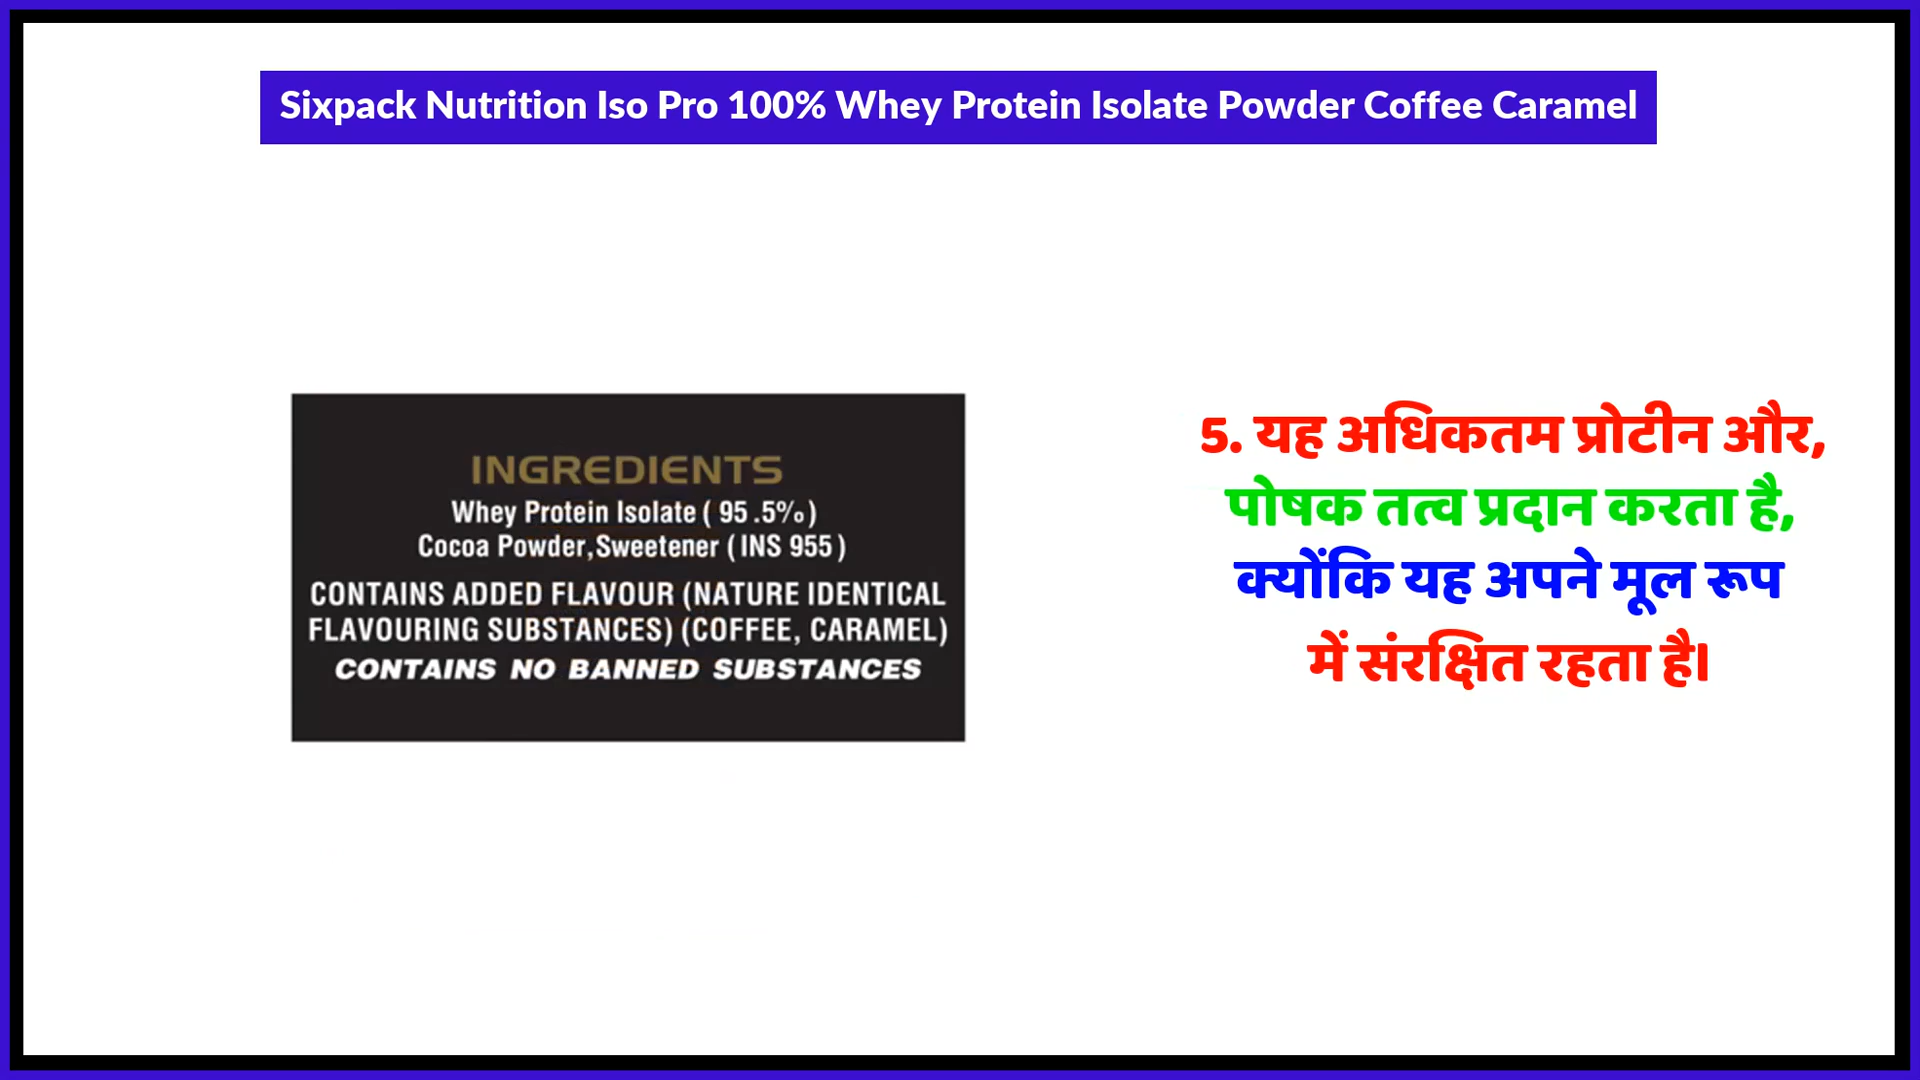 Sixpack Nutrition Iso Pro 100% Whey Protein Isolate Powder Coffee Caramel
INGREDIENTS
Whey Protein Isolate ( 95 .5% )
Cocoa Powder,Sweetener ( INS 955 )
CONTAINS ADDED FLAVOUR (NATURE IDENTICAL
FLAVOURING SUBSTANCES) (COFFEE, CARAMEL)
CONTAINS NO BANNED SUBSTANCES
5. यह अधिकतम प्रोटीन और,
पोषक तत्व प्रदान करता है,
क्योंकि यह अपने मूल रूप
में संरक्षित रहता है।